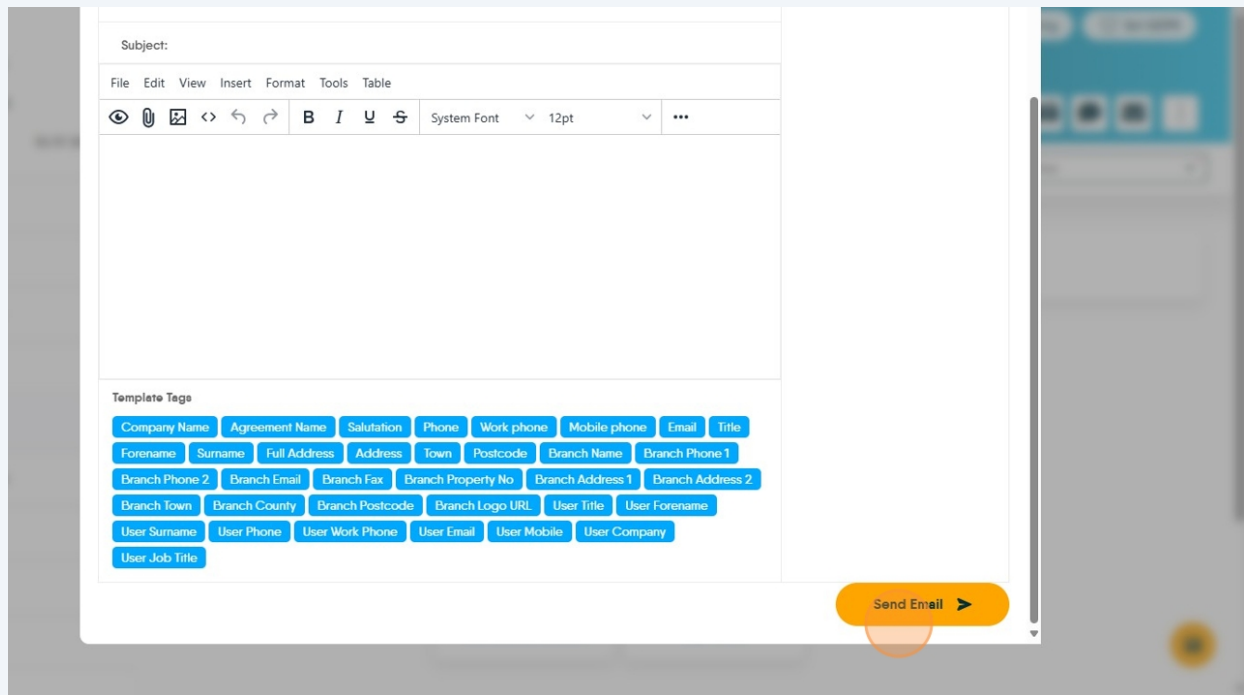 Subject:
File Edit View Insert Format Tools Table
B I U S System Font 12pt
Template Tags
Company Name Agreement Name Salutation Phone Work phone Mobile phone Email Title
Forename Surname Full Address Address Town Postcode Branch Name Branch Phone 1
Branch Phone 2 Branch Email Branch Fax Branch Property No Branch Address 1 Branch Address 2
Branch Town Branch County Branch Postcode Branch Logo URL User Title User Forename
User Surname User Phone User Work Phone User Email User Mobile User Company
User Job Title
Send Email